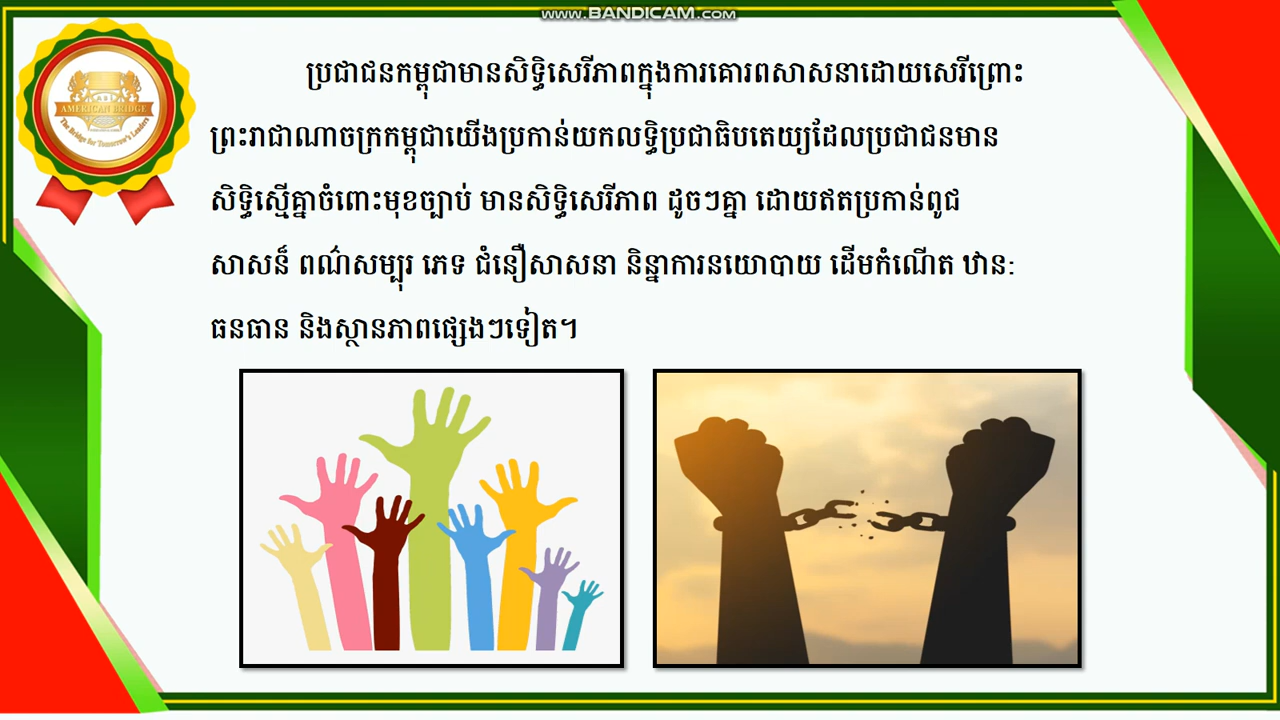 www.BANDICAM.com
ABI
AMERICAN BRIDGE
The Bridge for Tomorrow's Leaders
ប្រជាជនកម្ពុជាមានសិទ្ធិសេរីភាពក្នុងការគោរពសាសនាដោយសេរីព្រោះ
ព្រះរាជាណាចក្រកម្ពុជាយើងប្រកាន់យកលទ្ធិប្រជាធិបតេយ្យដែលប្រជាជនមាន
សិទ្ធិស្មើគ្នាចំពោះមុខច្បាប់ មានសិទ្ធិសេរីភាព ដូចៗគ្នា ដោយឥតប្រកាន់ពូជ
សាសន៏ ពណ៌សម្បុរ ភេទ ជំនឿសាសនា និន្នាការនយោបាយ ដើមកំណើត ឋានៈ
ធនធាន និងស្ថានភាពផ្សេងៗទៀត។